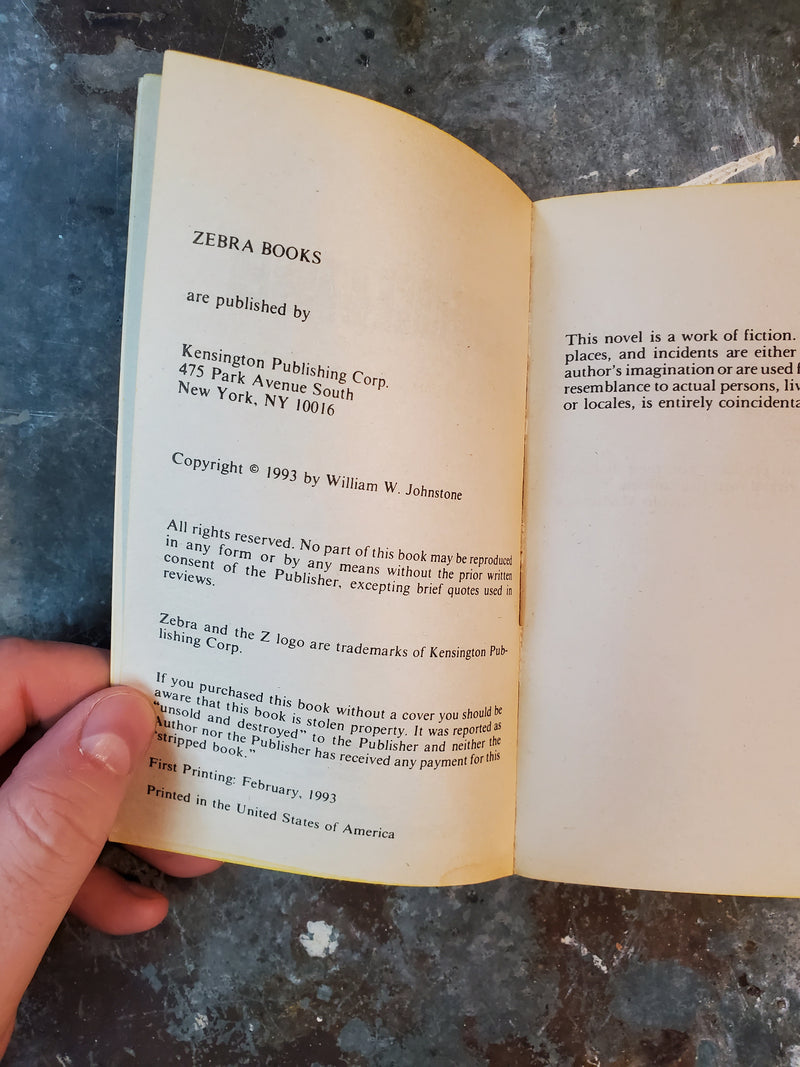 ZEBRA BOOKS
are published by
Kensington Publishing Corp.
475 Park Avenue South
New York, NY 10016
Copyright © 1993 by William W. Johnstone
All rights reserved. No part of this book may be reproduced
in any form or by any means without the prior written
consent of the Publisher, excepting brief quotes used in
reviews.
Zebra and the Z logo are trademarks of Kensington Pub-
lishing Corp.
If you purchased this book without a cover you should be
aware that this book is stolen property. It was reported as
“unsold and destroyed” to the Publisher and neither the
Author nor the Publisher has received any payment for this
“stripped book.”
First Printing: February, 1993
Printed in the United States of America
This novel is a work of fiction.
places, and incidents are either
author's imagination or are used
resemblance to actual persons,
or locales, is entirely